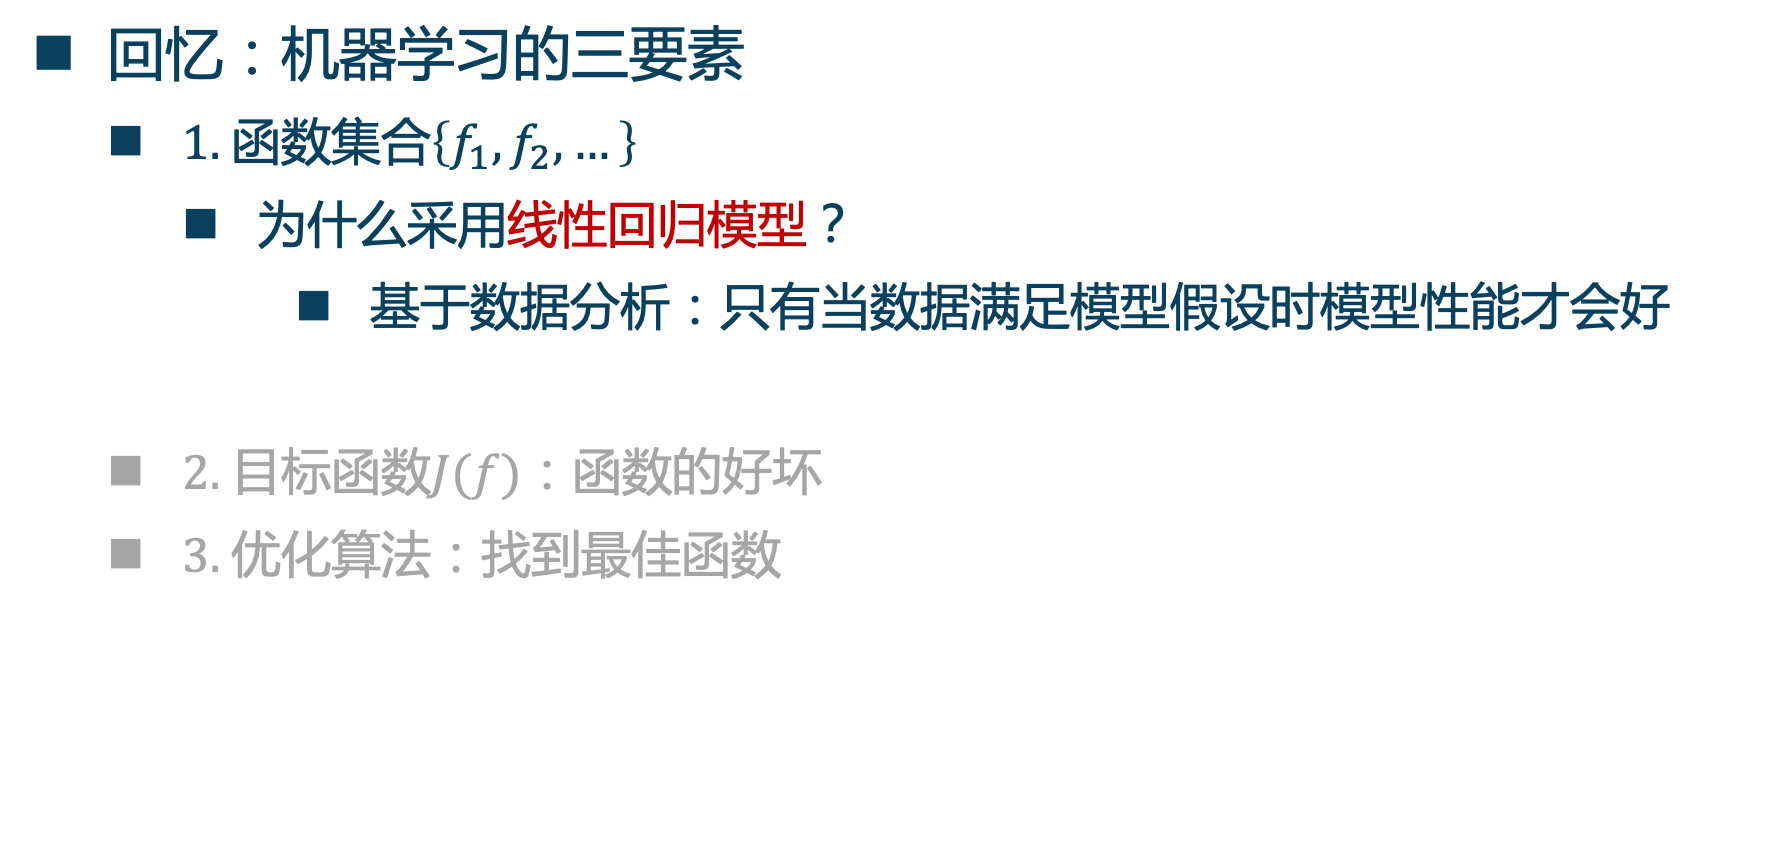 回忆：机器学习的三要素
1. 函数集合{f₁, f₂, … }
为什么采用线性回归模型？
基于数据分析：只有当数据满足模型假设时模型性能才会好
2. 目标函数J(f)：函数的好坏
3. 优化算法：找到最佳函数